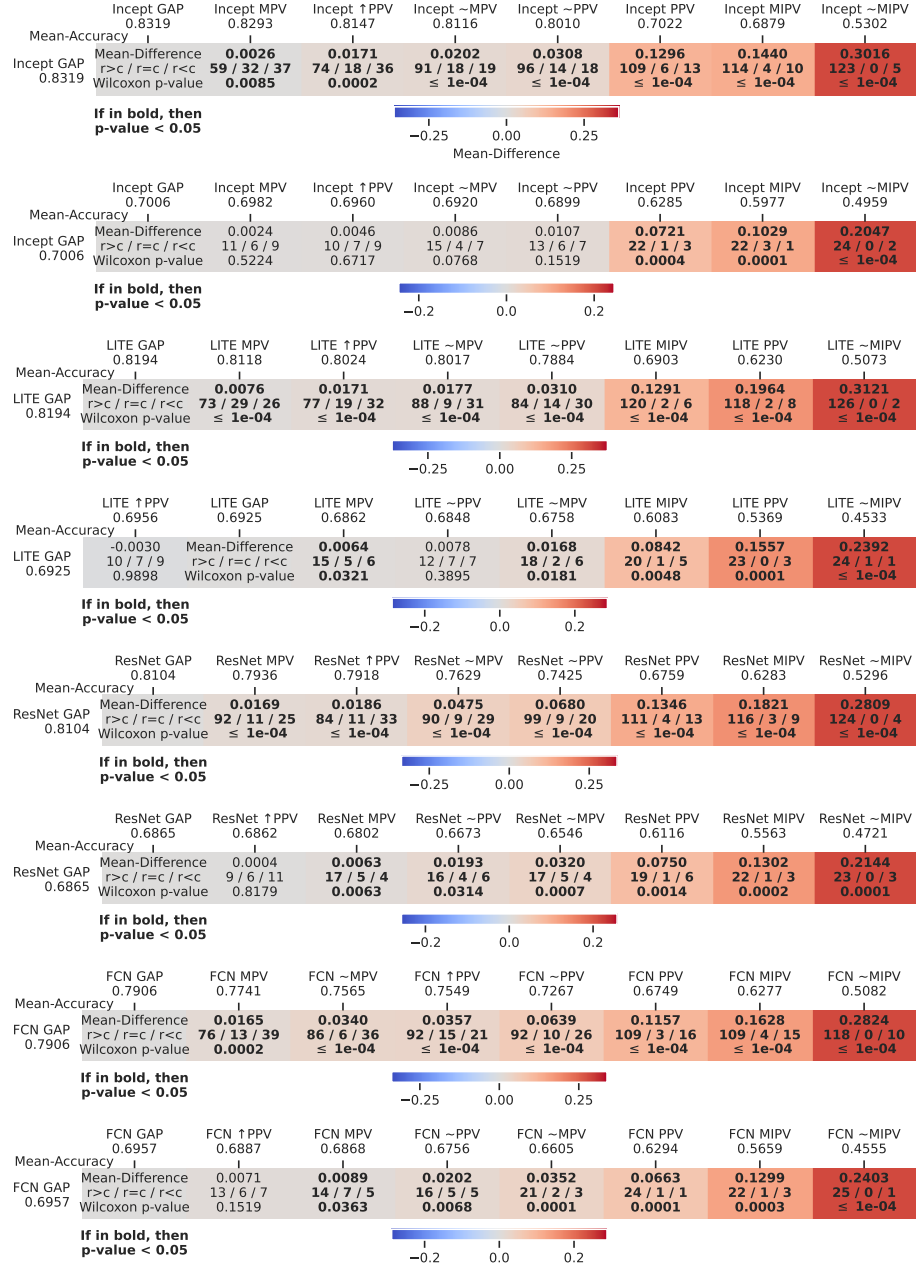 Incept GAP Incept MPV Incept ↑PPV Incept ~MPV Incept ~PPV Incept PPV Incept MIPV Incept ~MIPV
0.8319 0.8293 0.8147 0.8116 0.8010 0.7022 0.6879 0.5302
Mean-Accuracy
Mean-Difference 0.0026 0.0171 0.0202 0.0308 0.1296 0.1440 0.3016
Incept GAP r>c / r=c / r<c 59 / 32 / 37 74 / 18 / 36 91 / 18 / 19 96 / 14 / 18 109 / 6 / 13 114 / 4 / 10 123 / 0 / 5
0.8319 Wilcoxon p-value 0.0085 0.0002 ≤ 1e-04 ≤ 1e-04 ≤ 1e-04 ≤ 1e-04 ≤ 1e-04
If in bold, then
p-value < 0.05
−0.25 0.00 0.25
Mean-Difference
Incept GAP Incept MPV Incept ↑PPV Incept ~MPV Incept ~PPV Incept PPV Incept MIPV Incept ~MIPV
0.7006 0.6982 0.6960 0.6920 0.6899 0.6285 0.5977 0.4959
Mean-Accuracy
Mean-Difference 0.0024 0.0046 0.0086 0.0107 0.0721 0.1029 0.2047
Incept GAP r>c / r=c / r<c 11 / 6 / 9 10 / 7 / 9 15 / 4 / 7 13 / 6 / 7 22 / 1 / 3 22 / 3 / 1 24 / 0 / 2
0.7006 Wilcoxon p-value 0.5224 0.6717 0.0768 0.1519 0.0004 0.0001 ≤ 1e-04
If in bold, then
p-value < 0.05
−0.2 0.0 0.2
LITE GAP LITE MPV LITE ↑PPV LITE ~MPV LITE ~PPV LITE MIPV LITE PPV LITE ~MIPV
0.8194 0.8118 0.8024 0.8017 0.7884 0.6903 0.6230 0.5073
Mean-Accuracy
Mean-Difference 0.0076 0.0171 0.0177 0.0310 0.1291 0.1964 0.3121
LITE GAP r>c / r=c / r<c 73 / 29 / 26 77 / 19 / 32 88 / 9 / 31 84 / 14 / 30 120 / 2 / 6 118 / 2 / 8 126 / 0 / 2
0.8194 Wilcoxon p-value ≤ 1e-04 ≤ 1e-04 ≤ 1e-04 ≤ 1e-04 ≤ 1e-04 ≤ 1e-04 ≤ 1e-04
If in bold, then
p-value < 0.05
−0.25 0.00 0.25
LITE ↑PPV LITE GAP LITE MPV LITE ~PPV LITE ~MPV LITE MIPV LITE PPV LITE ~MIPV
0.6956 0.6925 0.6862 0.6848 0.6758 0.6083 0.5369 0.4533
Mean-Accuracy
-0.0030 Mean-Difference 0.0064 0.0078 0.0168 0.0842 0.1557 0.2392
LITE GAP 10 / 7 / 9 r>c / r=c / r<c 15 / 5 / 6 12 / 7 / 7 18 / 2 / 6 20 / 1 / 5 23 / 0 / 3 24 / 1 / 1
0.6925 0.9898 Wilcoxon p-value 0.0321 0.3895 0.0181 0.0048 0.0001 ≤ 1e-04
If in bold, then
p-value < 0.05
−0.2 0.0 0.2
ResNet GAP ResNet MPV ResNet ↑PPV ResNet ~MPV ResNet ~PPV ResNet PPV ResNet MIPV ResNet ~MIPV
0.8104 0.7936 0.7918 0.7629 0.7425 0.6759 0.6283 0.5296
Mean-Accuracy
Mean-Difference 0.0169 0.0186 0.0475 0.0680 0.1346 0.1821 0.2809
ResNet GAP r>c / r=c / r<c 92 / 11 / 25 84 / 11 / 33 90 / 9 / 29 99 / 9 / 20 111 / 4 / 13 116 / 3 / 9 124 / 0 / 4
0.8104 Wilcoxon p-value ≤ 1e-04 ≤ 1e-04 ≤ 1e-04 ≤ 1e-04 ≤ 1e-04 ≤ 1e-04 ≤ 1e-04
If in bold, then
p-value < 0.05
−0.25 0.00 0.25
ResNet GAP ResNet ↑PPV ResNet MPV ResNet ~PPV ResNet ~MPV ResNet PPV ResNet MIPV ResNet ~MIPV
0.6865 0.6862 0.6802 0.6673 0.6546 0.6116 0.5563 0.4721
Mean-Accuracy
Mean-Difference 0.0004 0.0063 0.0193 0.0320 0.0750 0.1302 0.2144
ResNet GAP r>c / r=c / r<c 9 / 6 / 11 17 / 5 / 4 16 / 4 / 6 17 / 5 / 4 19 / 1 / 6 22 / 1 / 3 23 / 0 / 3
0.6865 Wilcoxon p-value 0.8179 0.0063 0.0314 0.0007 0.0014 0.0002 0.0001
If in bold, then
p-value < 0.05
−0.2 0.0 0.2
FCN GAP FCN MPV FCN ~MPV FCN ↑PPV FCN ~PPV FCN PPV FCN MIPV FCN ~MIPV
0.7906 0.7741 0.7565 0.7549 0.7267 0.6749 0.6277 0.5082
Mean-Accuracy
Mean-Difference 0.0165 0.0340 0.0357 0.0639 0.1157 0.1628 0.2824
FCN GAP r>c / r=c / r<c 76 / 13 / 39 86 / 6 / 36 92 / 15 / 21 92 / 10 / 26 109 / 3 / 16 109 / 4 / 15 118 / 0 / 10
0.7906 Wilcoxon p-value 0.0002 ≤ 1e-04 ≤ 1e-04 ≤ 1e-04 ≤ 1e-04 ≤ 1e-04 ≤ 1e-04
If in bold, then
p-value < 0.05
−0.25 0.00 0.25
FCN GAP FCN ↑PPV FCN MPV FCN ~PPV FCN ~MPV FCN PPV FCN MIPV FCN ~MIPV
0.6957 0.6887 0.6868 0.6756 0.6605 0.6294 0.5659 0.4555
Mean-Accuracy
Mean-Difference 0.0071 0.0089 0.0202 0.0352 0.0663 0.1299 0.2403
FCN GAP r>c / r=c / r<c 13 / 6 / 7 14 / 7 / 5 16 / 5 / 5 21 / 2 / 3 24 / 1 / 1 22 / 1 / 3 25 / 0 / 1
0.6957 Wilcoxon p-value 0.1519 0.0363 0.0068 0.0001 0.0001 0.0003 ≤ 1e-04
If in bold, then
p-value < 0.05
−0.2 0.0 0.2